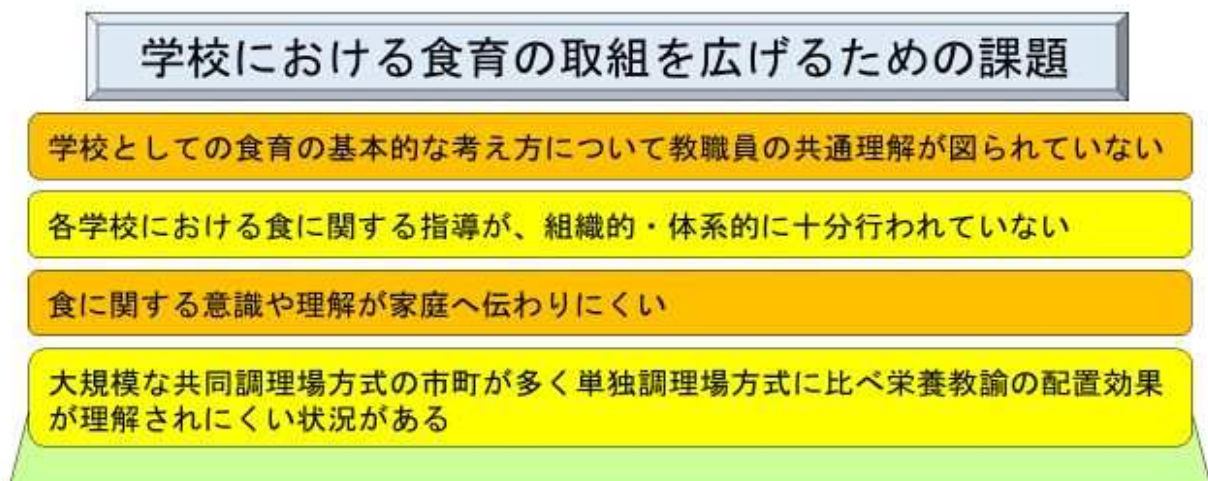 学校における食育の取組を広げるための課題
学校としての食育の基本的な考え方について教職員の共通理解が図られていない
各学校における食に関する指導が、組織的・体系的に十分行われていない
食に関する意識や理解が家庭へ伝わりにくい
大規模な共同調理場方式の市町が多く単独調理場方式に比べ栄養教諭の配置効果
が理解されにくい状況がある